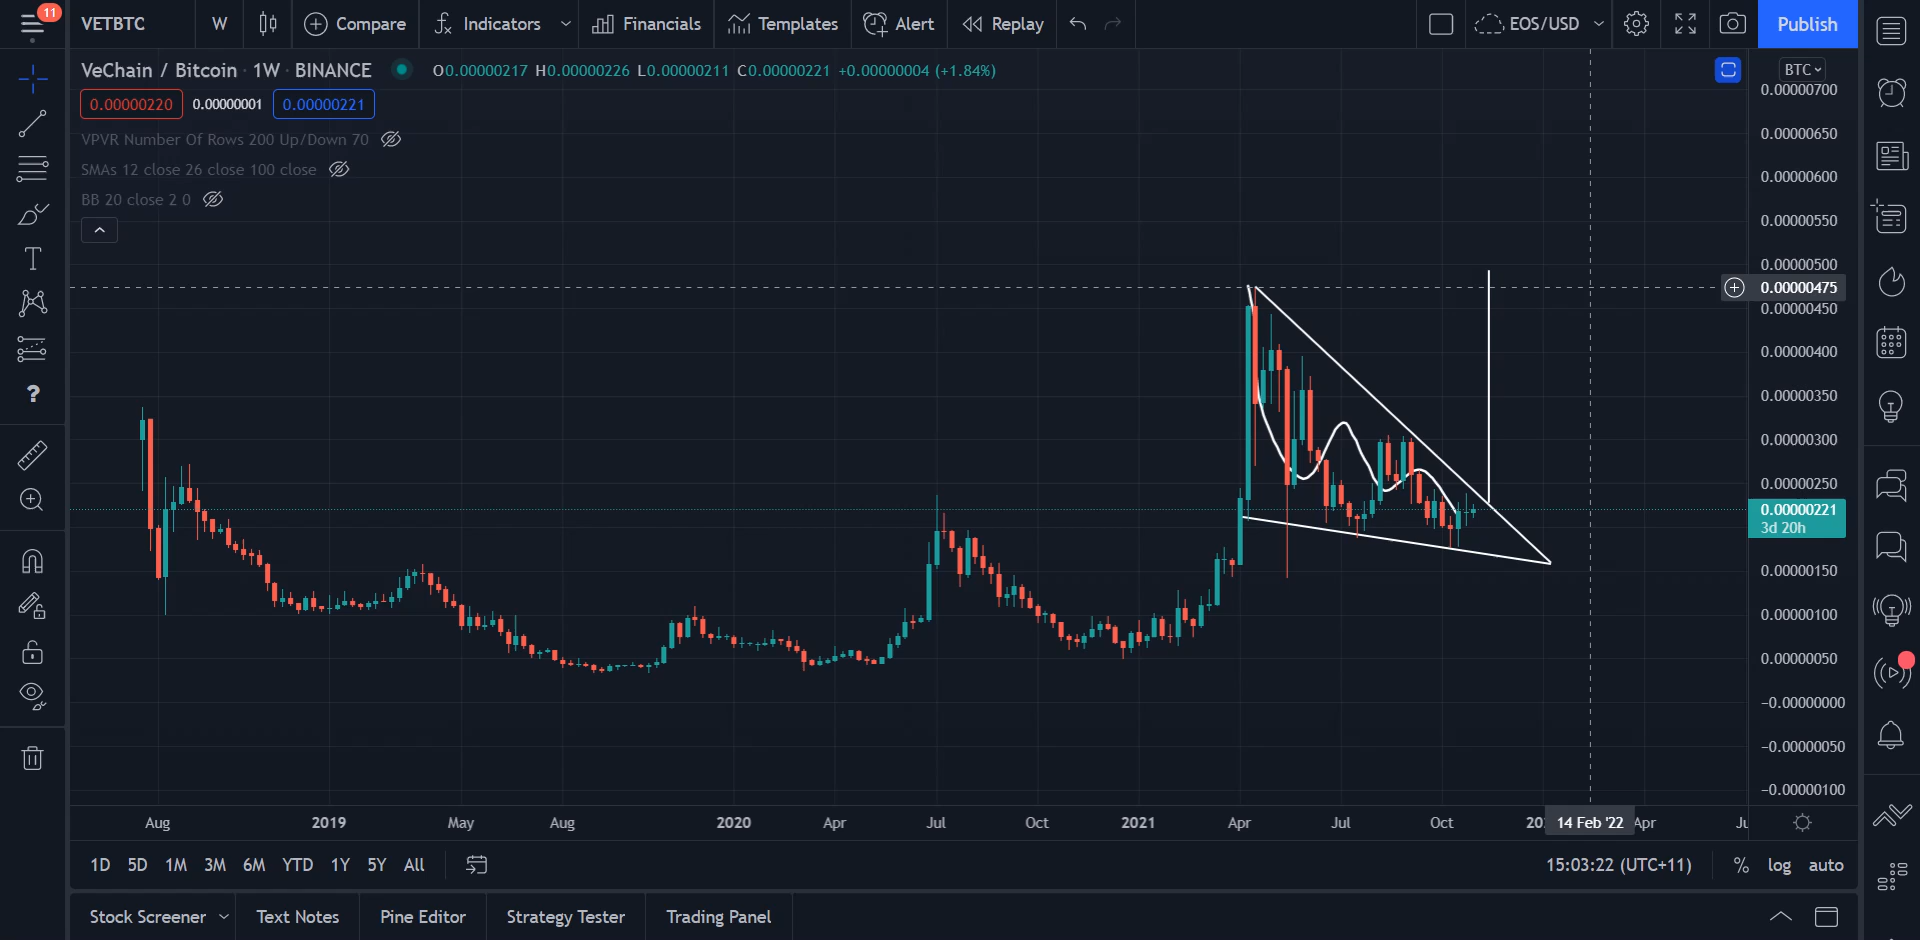 11
VETBTC W Compare Indicators Financials Templates Alert Replay EOS/USD Publish
VeChain / Bitcoin · 1W · BINANCE O0.00000217 H0.00000226 L0.00000211 C0.00000221 +0.00000004 (+1.84%)
BTC
0.00000220 0.00000001 0.00000221
VPVR Number Of Rows 200 Up/Down 70
SMAs 12 close 26 close 100 close
BB 20 close 2 0
0.00000700
0.00000650
0.00000600
0.00000550
0.00000500
0.00000475
0.00000450
0.00000400
0.00000350
0.00000300
0.00000250
0.00000221
3d 20h
0.00000150
0.00000100
0.00000050
−0.00000000
−0.00000050
−0.00000100
T
?
Aug 2019 May Aug 2020 Apr Jul Oct 2021 Apr Jul Oct 20 14 Feb '22 Apr Ju
1D 5D 1M 3M 6M YTD 1Y 5Y All 15:03:22 (UTC+11) % log auto
Stock Screener Text Notes Pine Editor Strategy Tester Trading Panel